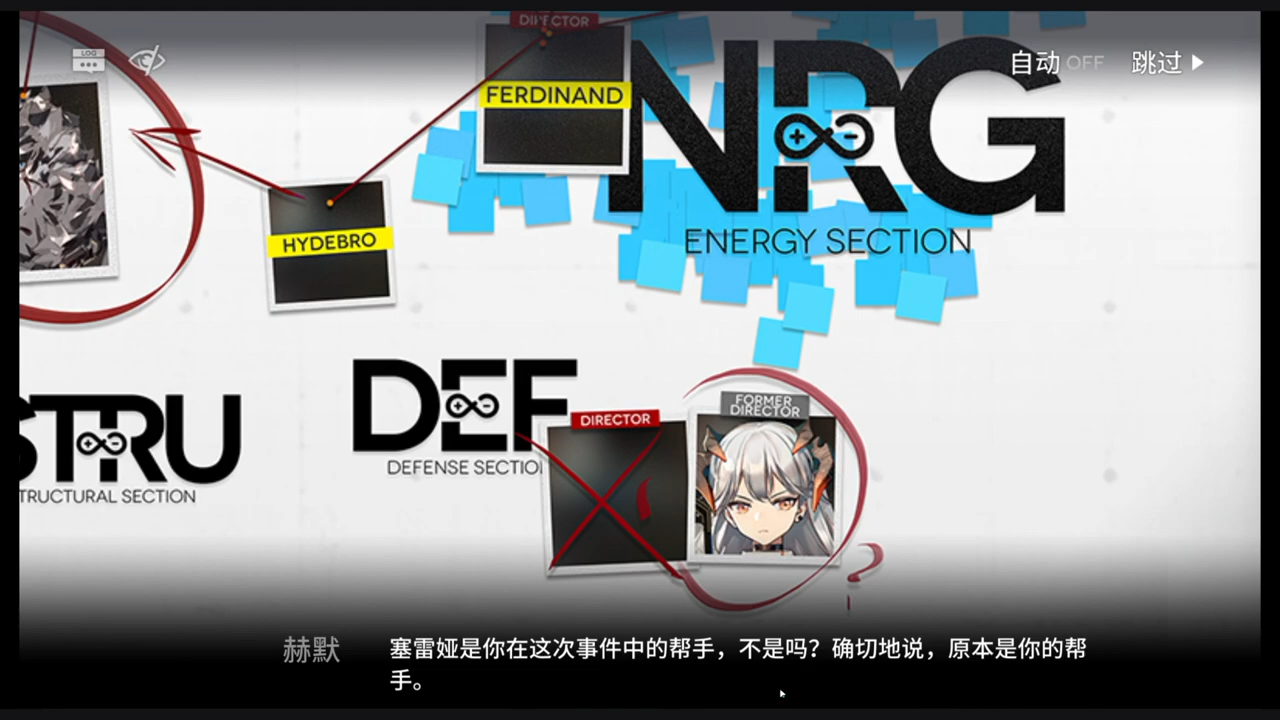 DIRECTOR
LOG
自动 OFF 跳过
FERDINAND
NRG
ENERGY SECTION
HYDEBRO
DEF
DEFENSE SECTIO
DIRECTOR
FORMER
DIRECTOR
STRU
TRUCTURAL SECTION
?
赫默
塞雷娅是你在这次事件中的帮手，不是吗？确切地说，原本是你的帮
手。